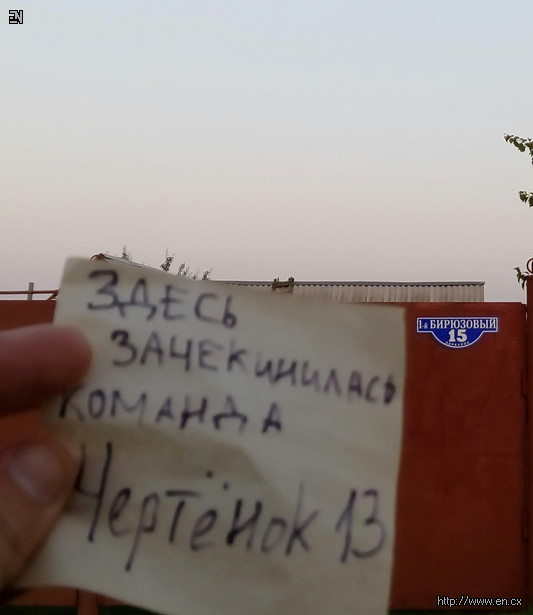 EN
1й БИРЮЗОВЫЙ
15
ЗДЕСЬ
ЗАЧЕКИНИЛАСЬ
КОМАНДА
Чертёнок 13
http://www.en.cx